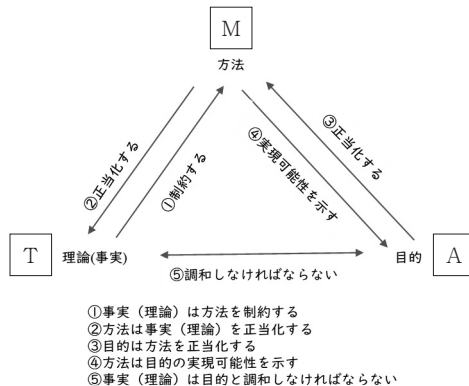 M
方法
②正当化する
①制約する
③正当化する
④実現可能性を示す
T
理論(事実)
目的
A
⑤調和しなければならない
①事実（理論）は方法を制約する
②方法は事実（理論）を正当化する
③目的は方法を正当化する
④方法は目的の実現可能性を示す
⑤事実（理論）は目的と調和しなければならない